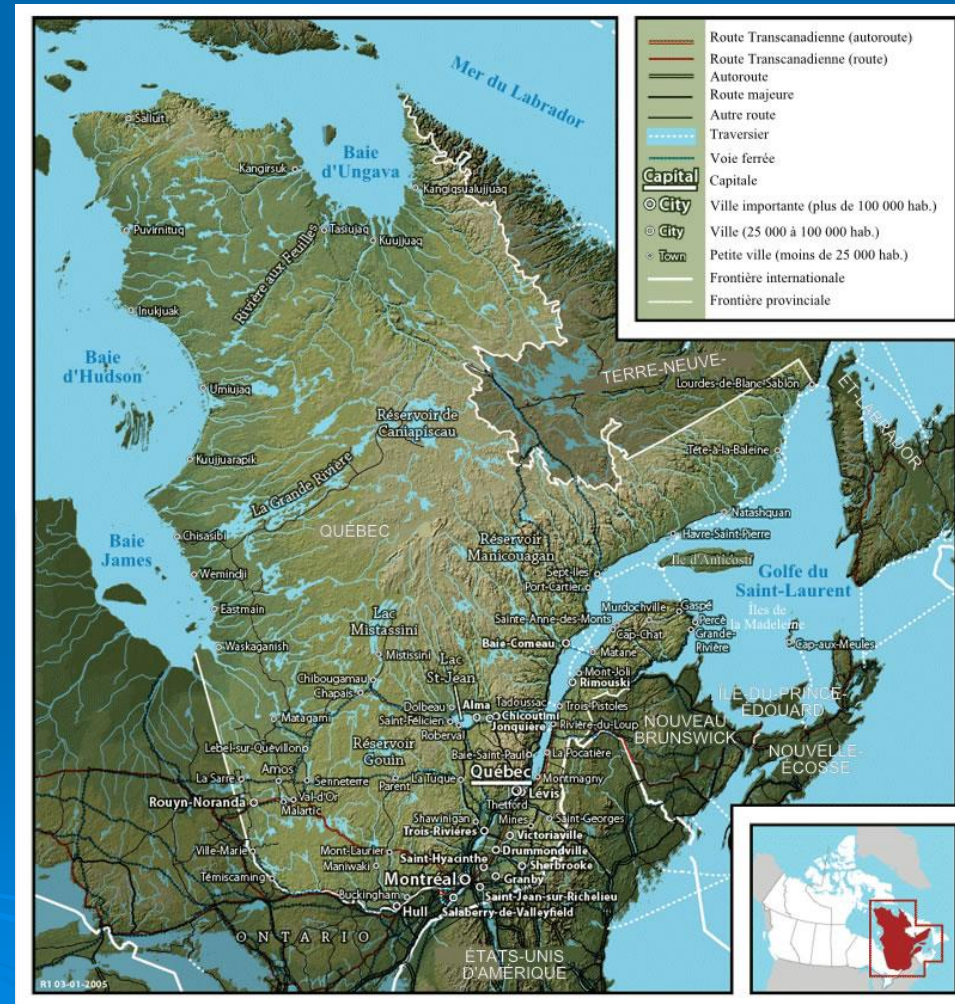 Route Transcanadienne (autoroute)
Route Transcanadienne (route)
Autoroute
Route majeure
Autre route
Traversier
Voie ferrée
Capital
Capitale
City
Ville importante (plus de 100 000 hab.)
City
Ville (25 000 à 100 000 hab.)
Town
Petite ville (moins de 25 000 hab.)
Frontière internationale
Frontière provinciale
Mer du Labrador
Salluit
Baie
d'Ungava
Kangirsuk
Kangiqsualujjuaq
Puvirnituq
Tasiujaq
Kuujjuaq
Rivière aux Feuilles
Inukjuak
Baie
d'Hudson
TERRE-NEUVE-
ET-LABRADOR
Lourdes-de-Blanc-Sablon
Umiujaq
Réservoir de
Caniapiscau
Kuujjuarapik
Tête-à-la-Baleine
La Grande Rivière
Natashquan
QUÉBEC
Chisasibi
Havre-Saint-Pierre
Baie
James
Réservoir
Manicouagan
Île d'Anticosti
Wemindji
Sept-Iles
Port-Cartier
Golfe du
Saint-Laurent
Eastmain
Murdochville
Gaspé
Îles de
la Madeleine
Lac
Mistassini
Sainte-Anne-des-Monts
Percé
Cap-Chat
Grande-
Rivière
Cap-aux-Meules
Waskaganish
Mistissini
Baie-Comeau
Matane
Lac
St-Jean
Mont-Joli
Rimouski
Chibougamau
Chapais
Tadoussac
Dolbeau
Alma
Trois-Pistoles
ÎLE-DU-PRINCE-
ÉDOUARD
Matagami
Saint-Félicien
Chicoutimi
Jonquière
Rivière-du-Loup
NOUVEAU
BRUNSWICK
Roberval
Lebel-sur-Quévillon
Réservoir
Gouin
Baie-Saint-Paul
La Pocatière
NOUVELLE-
ÉCOSSE
Amos
La Sarre
Senneterre
Parent
La Tuque
Québec
Montmagny
Rouyn-Noranda
Val-d'Or
Malartic
Lévis
Thetford
Mines
Shawinigan
Saint-Georges
Trois-Rivières
Victoriaville
Ville-Marie
Mont-Laurier
Drummondville
Maniwaki
Saint-Hyacinthe
Sherbrooke
Témiscaming
Montréal
Granby
Buckingham
Saint-Jean-sur-Richelieu
Hull
Salaberry-de-Valleyfield
ONTARIO
ÉTATS-UNIS
D'AMÉRIQUE
R1 03-01-2005